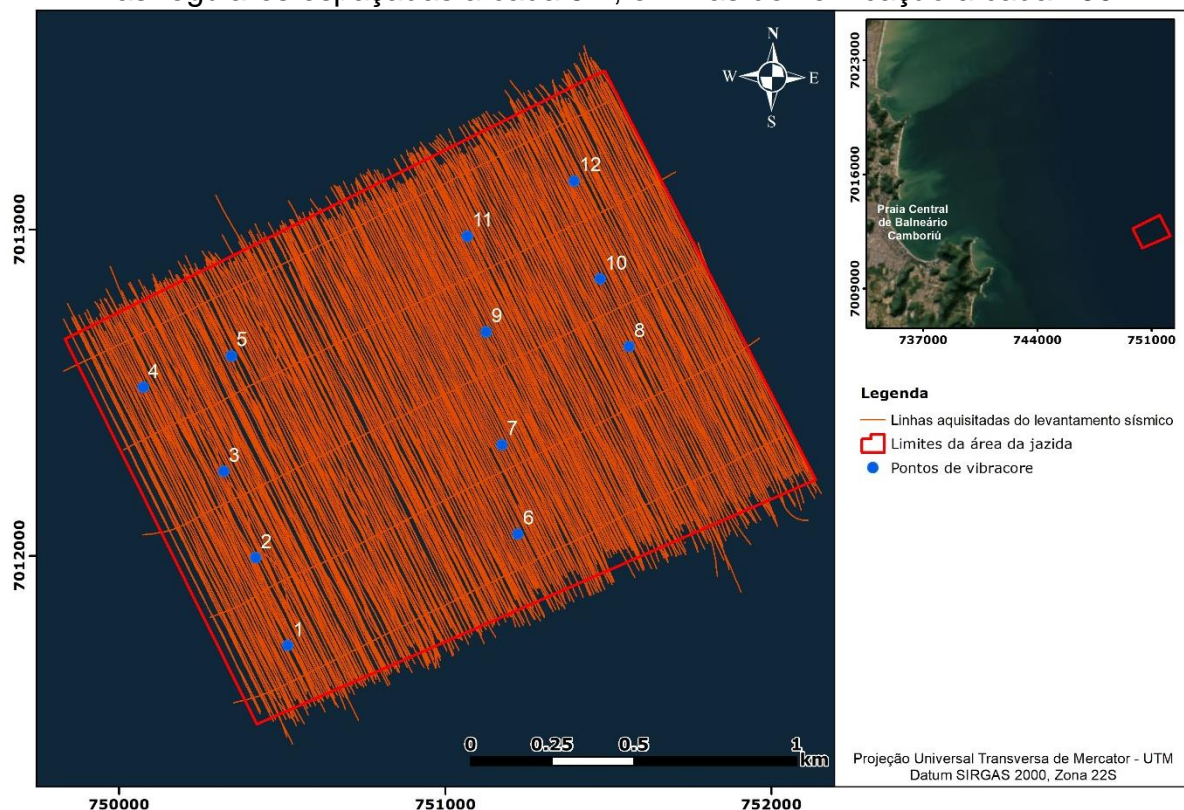 N
W E
S
12
11
10
9
8
5
4
7
3
6
2
1
7013000
7012000
750000 751000 752000
0 0.25 0.5 1
km
7023000
7016000
7009000
737000 744000 751000
Praia Central
de Balneário
Camboriú
Legenda
Linhas aquisitadas do levantamento sísmico
Limites da área da jazida
Pontos de vibracore
Projeção Universal Transversa de Mercator - UTM
Datum SIRGAS 2000, Zona 22S